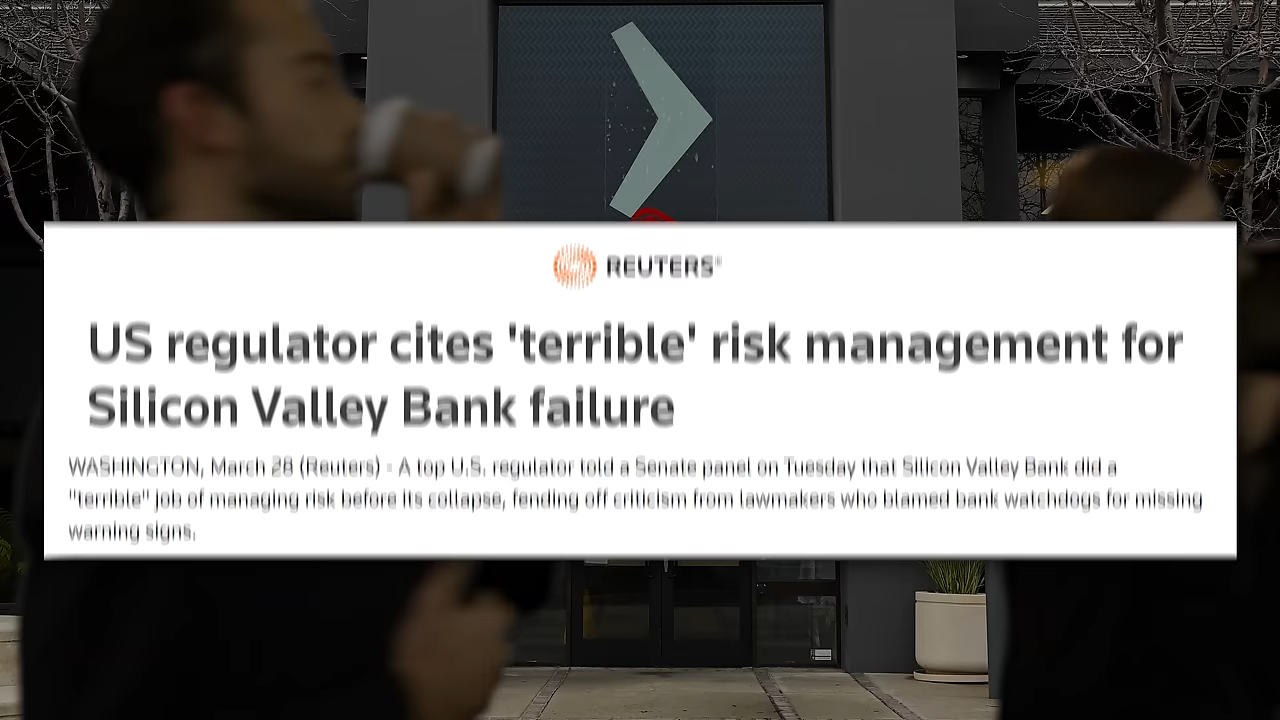 REUTERS®
US regulator cites 'terrible' risk management for
Silicon Valley Bank failure
WASHINGTON, March 28 (Reuters) - A top U.S. regulator told a Senate panel on Tuesday that Silicon Valley Bank did a
"terrible" job of managing risk before its collapse, fending off criticism from lawmakers who blamed bank watchdogs for missing
warning signs.